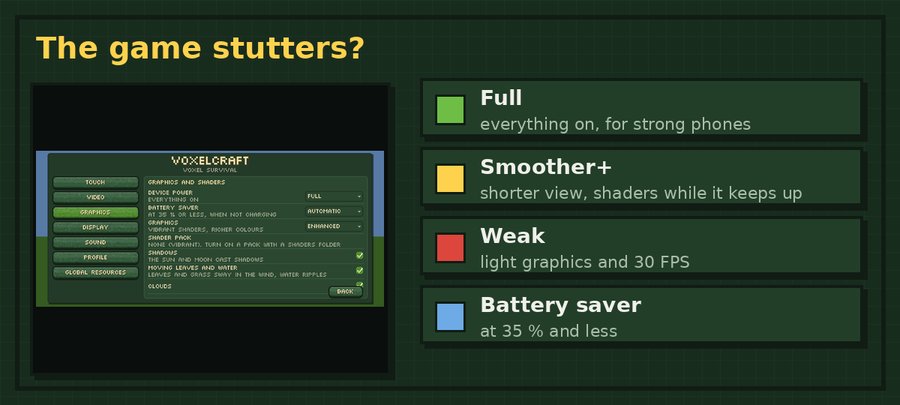 The game stutters?
VOXELCRAFT
VOXEL SURVIVAL
TOUCH
VIDEO
GRAPHICS
DISPLAY
SOUND
PROFILE
GLOBAL RESOURCES
GRAPHICS AND SHADERS
DEVICE POWER
EVERYTHING ON
FULL
BATTERY SAVER
AT 35 % OR LESS, WHEN NOT CHARGING
AUTOMATIC
GRAPHICS
VIBRANT SHADERS, RICHER COLOURS
ENHANCED
SHADER PACK
NONE (VIBRANT). TURN ON A PACK WITH A SHADERS FOLDER
SHADOWS
THE SUN AND MOON CAST SHADOWS
MOVING LEAVES AND WATER
LEAVES AND GRASS SWAY IN THE WIND, WATER RIPPLES
CLOUDS
BACK
Full
everything on, for strong phones
Smoother+
shorter view, shaders while it keeps up
Weak
light graphics and 30 FPS
Battery saver
at 35 % and less